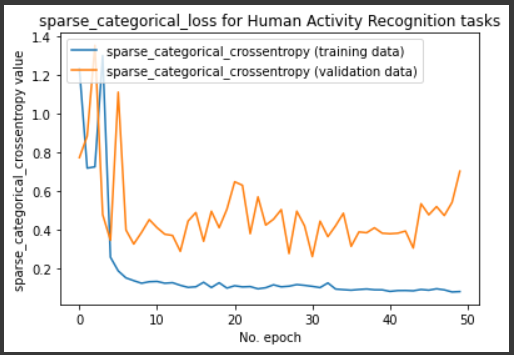 sparse_categorical_loss for Human Activity Recognition tasks
sparse_categorical_crossentropy (training data)
sparse_categorical_crossentropy (validation data)
sparse_categorical_crossentropy value
1.4
1.2
1.0
0.8
0.6
0.4
0.2
0 10 20 30 40 50
No. epoch